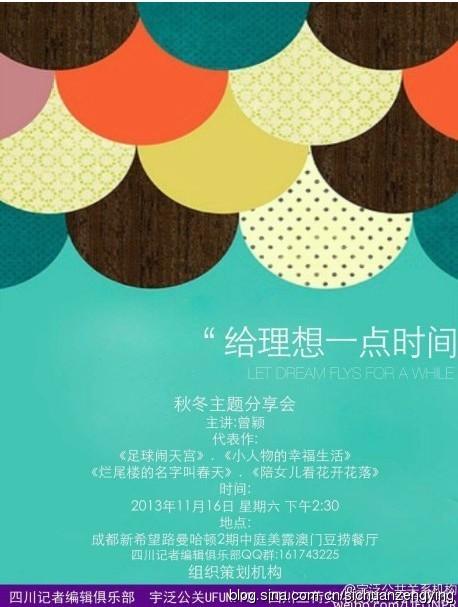 “ 给理想一点时间
LET DREAM FLYS FOR A WHILE
秋冬主题分享会
主讲:曾颖
代表作:
《足球闹天宫》.《小人物的幸福生活》
《烂尾楼的名字叫春天》.《陪女儿看花开花落》
时间:
2013年11月16日 星期六 下午2:30
地点:
成都新希望路曼哈顿2期中庭美露澳门豆捞餐厅
四川记者编辑俱乐部QQ群:161743225
组织策划机构
@宇泛公共关系机构
四川记者编辑俱乐部 宇泛公关UFUN
blog.sina.com.cn/sichuanzengying